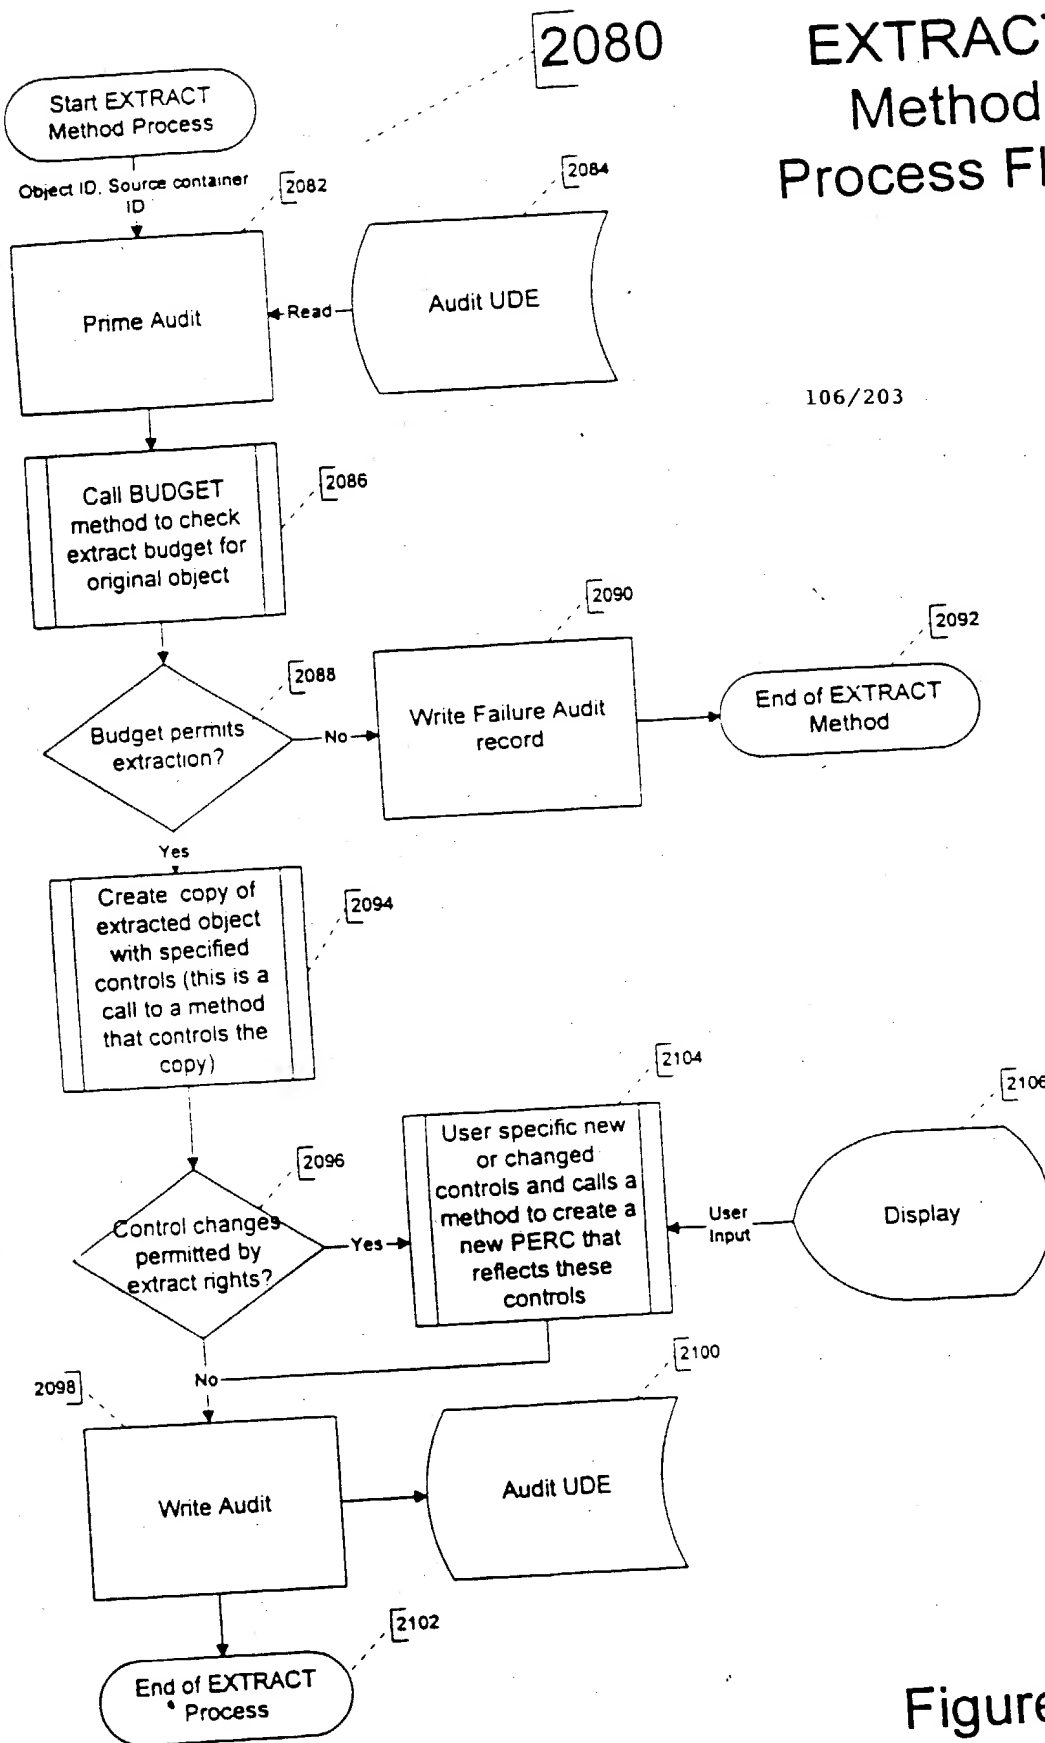 2080
EXTRACT
Method
Process Fl
Start EXTRACT
Method Process
Object ID, Source container
ID
2082
2084
Prime Audit
Read
Audit UDE
106/203
Call BUDGET
method to check
extract budget for
original object
2086
2090
2092
2088
Budget permits
extraction?
No
Write Failure Audit
record
End of EXTRACT
Method
Yes
Create copy of
extracted object
with specified
controls (this is a
call to a method
that controls the
copy)
2094
2104
2106
User specific new
or changed
controls and calls a
method to create a
new PERC that
reflects these
controls
2096
Control changes
permitted by
extract rights?
Yes
User
Input
Display
No
2098
2100
Write Audit
Audit UDE
2102
End of EXTRACT
Process
Figure